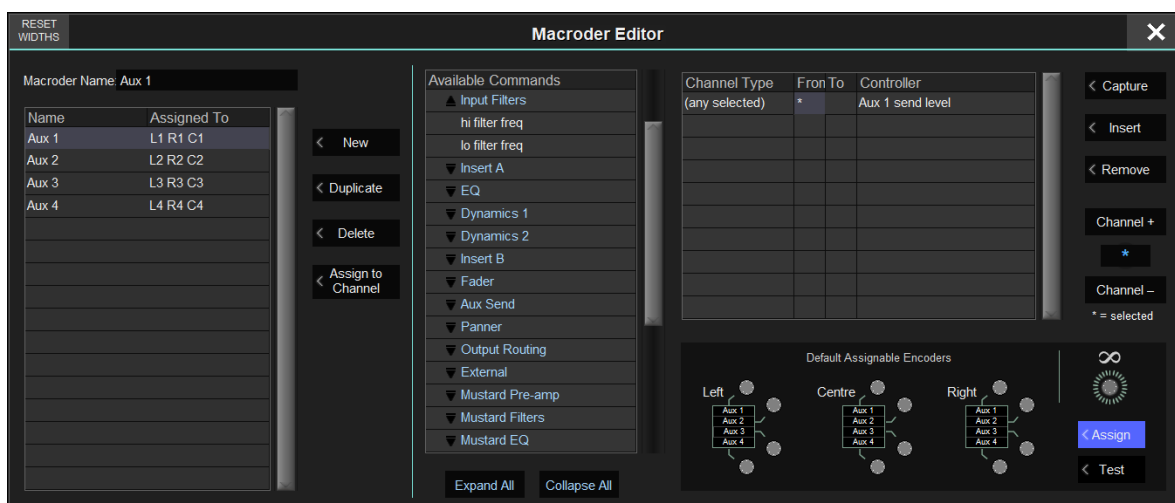 RESET
WIDTHS
Macroder Editor
Macroder Name: Aux 1
Name Assigned To
Aux 1 L1 R1 C1
Aux 2 L2 R2 C2
Aux 3 L3 R3 C3
Aux 4 L4 R4 C4
New
Duplicate
Delete
Assign to
Channel
Available Commands
Input Filters
hi filter freq
lo filter freq
Insert A
EQ
Dynamics 1
Dynamics 2
Insert B
Fader
Aux Send
Panner
Output Routing
External
Mustard Pre-amp
Mustard Filters
Mustard EQ
Expand All Collapse All
Channel Type From To Controller
(any selected) * Aux 1 send level
Capture
Insert
Remove
Channel +
*
Channel –
* = selected
Default Assignable Encoders
Left
Aux 1
Aux 2
Aux 3
Aux 4
Centre
Aux 1
Aux 2
Aux 3
Aux 4
Right
Aux 1
Aux 2
Aux 3
Aux 4
∞
Assign
Test